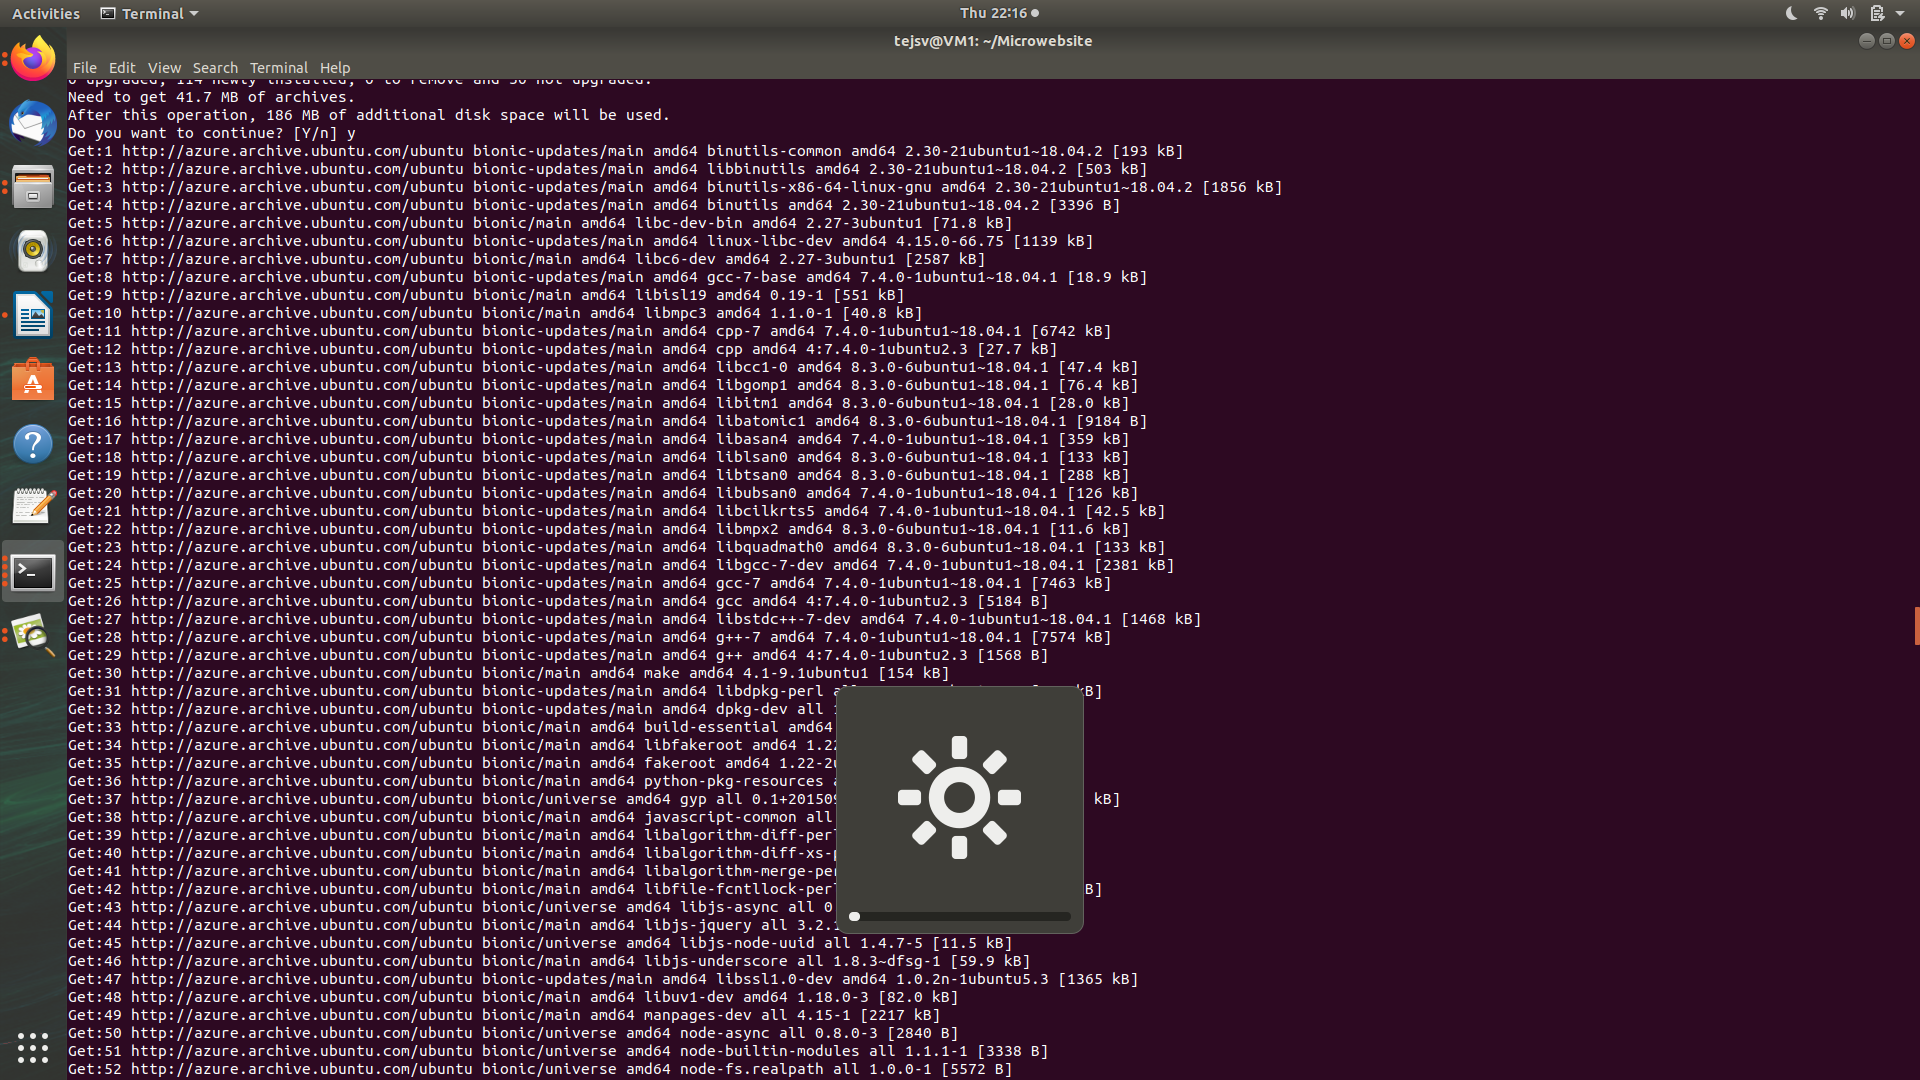 Activities
Terminal
Thu 22:16
tejsv@VM1: ~/Microwebsite
File Edit View Search Terminal Help
0 upgraded, 114 newly installed, 0 to remove and 30 not upgraded.
Need to get 41.7 MB of archives.
After this operation, 186 MB of additional disk space will be used.
Do you want to continue? [Y/n] y
Get:1 http://azure.archive.ubuntu.com/ubuntu bionic-updates/main amd64 binutils-common amd64 2.30-21ubuntu1~18.04.2 [193 kB]
Get:2 http://azure.archive.ubuntu.com/ubuntu bionic-updates/main amd64 libbinutils amd64 2.30-21ubuntu1~18.04.2 [503 kB]
Get:3 http://azure.archive.ubuntu.com/ubuntu bionic-updates/main amd64 binutils-x86-64-linux-gnu amd64 2.30-21ubuntu1~18.04.2 [1856 kB]
Get:4 http://azure.archive.ubuntu.com/ubuntu bionic-updates/main amd64 binutils amd64 2.30-21ubuntu1~18.04.2 [3396 B]
Get:5 http://azure.archive.ubuntu.com/ubuntu bionic/main amd64 libc-dev-bin amd64 2.27-3ubuntu1 [71.8 kB]
Get:6 http://azure.archive.ubuntu.com/ubuntu bionic-updates/main amd64 linux-libc-dev amd64 4.15.0-66.75 [1139 kB]
Get:7 http://azure.archive.ubuntu.com/ubuntu bionic/main amd64 libc6-dev amd64 2.27-3ubuntu1 [2587 kB]
Get:8 http://azure.archive.ubuntu.com/ubuntu bionic-updates/main amd64 gcc-7-base amd64 7.4.0-1ubuntu1~18.04.1 [18.9 kB]
Get:9 http://azure.archive.ubuntu.com/ubuntu bionic/main amd64 libisl19 amd64 0.19-1 [551 kB]
Get:10 http://azure.archive.ubuntu.com/ubuntu bionic/main amd64 libmpc3 amd64 1.1.0-1 [40.8 kB]
Get:11 http://azure.archive.ubuntu.com/ubuntu bionic-updates/main amd64 cpp-7 amd64 7.4.0-1ubuntu1~18.04.1 [6742 kB]
Get:12 http://azure.archive.ubuntu.com/ubuntu bionic-updates/main amd64 cpp amd64 4:7.4.0-1ubuntu2.3 [27.7 kB]
Get:13 http://azure.archive.ubuntu.com/ubuntu bionic-updates/main amd64 libcc1-0 amd64 8.3.0-6ubuntu1~18.04.1 [47.4 kB]
Get:14 http://azure.archive.ubuntu.com/ubuntu bionic-updates/main amd64 libgomp1 amd64 8.3.0-6ubuntu1~18.04.1 [76.4 kB]
Get:15 http://azure.archive.ubuntu.com/ubuntu bionic-updates/main amd64 libitm1 amd64 8.3.0-6ubuntu1~18.04.1 [28.0 kB]
Get:16 http://azure.archive.ubuntu.com/ubuntu bionic-updates/main amd64 libatomic1 amd64 8.3.0-6ubuntu1~18.04.1 [9184 B]
Get:17 http://azure.archive.ubuntu.com/ubuntu bionic-updates/main amd64 libasan4 amd64 7.4.0-1ubuntu1~18.04.1 [359 kB]
Get:18 http://azure.archive.ubuntu.com/ubuntu bionic-updates/main amd64 liblsan0 amd64 8.3.0-6ubuntu1~18.04.1 [133 kB]
Get:19 http://azure.archive.ubuntu.com/ubuntu bionic-updates/main amd64 libtsan0 amd64 8.3.0-6ubuntu1~18.04.1 [288 kB]
Get:20 http://azure.archive.ubuntu.com/ubuntu bionic-updates/main amd64 libubsan0 amd64 7.4.0-1ubuntu1~18.04.1 [126 kB]
Get:21 http://azure.archive.ubuntu.com/ubuntu bionic-updates/main amd64 libcilkrts5 amd64 7.4.0-1ubuntu1~18.04.1 [42.5 kB]
Get:22 http://azure.archive.ubuntu.com/ubuntu bionic-updates/main amd64 libmpx2 amd64 8.3.0-6ubuntu1~18.04.1 [11.6 kB]
Get:23 http://azure.archive.ubuntu.com/ubuntu bionic-updates/main amd64 libquadmath0 amd64 8.3.0-6ubuntu1~18.04.1 [133 kB]
Get:24 http://azure.archive.ubuntu.com/ubuntu bionic-updates/main amd64 libgcc-7-dev amd64 7.4.0-1ubuntu1~18.04.1 [2381 kB]
Get:25 http://azure.archive.ubuntu.com/ubuntu bionic-updates/main amd64 gcc-7 amd64 7.4.0-1ubuntu1~18.04.1 [7463 kB]
Get:26 http://azure.archive.ubuntu.com/ubuntu bionic-updates/main amd64 gcc amd64 4:7.4.0-1ubuntu2.3 [5184 B]
Get:27 http://azure.archive.ubuntu.com/ubuntu bionic-updates/main amd64 libstdc++-7-dev amd64 7.4.0-1ubuntu1~18.04.1 [1468 kB]
Get:28 http://azure.archive.ubuntu.com/ubuntu bionic-updates/main amd64 g++-7 amd64 7.4.0-1ubuntu1~18.04.1 [7574 kB]
Get:29 http://azure.archive.ubuntu.com/ubuntu bionic-updates/main amd64 g++ amd64 4:7.4.0-1ubuntu2.3 [1568 B]
Get:30 http://azure.archive.ubuntu.com/ubuntu bionic/main amd64 make amd64 4.1-9.1ubuntu1 [154 kB]
Get:31 http://azure.archive.ubuntu.com/ubuntu bionic-updates/main amd64 libdpkg-perl kB]
Get:32 http://azure.archive.ubuntu.com/ubuntu bionic-updates/main amd64 dpkg-dev all
Get:33 http://azure.archive.ubuntu.com/ubuntu bionic/main amd64 build-essential amd64
Get:34 http://azure.archive.ubuntu.com/ubuntu bionic/main amd64 libfakeroot amd64 1.22
Get:35 http://azure.archive.ubuntu.com/ubuntu bionic/main amd64 fakeroot amd64 1.22-2
Get:36 http://azure.archive.ubuntu.com/ubuntu bionic/main amd64 python-pkg-resources
Get:37 http://azure.archive.ubuntu.com/ubuntu bionic/universe amd64 gyp all 0.1+201509 kB]
Get:38 http://azure.archive.ubuntu.com/ubuntu bionic/main amd64 javascript-common all
Get:39 http://azure.archive.ubuntu.com/ubuntu bionic/main amd64 libalgorithm-diff-perl
Get:40 http://azure.archive.ubuntu.com/ubuntu bionic/main amd64 libalgorithm-diff-xs-p
Get:41 http://azure.archive.ubuntu.com/ubuntu bionic/main amd64 libalgorithm-merge-per
Get:42 http://azure.archive.ubuntu.com/ubuntu bionic/main amd64 libfile-fcntllock-perl B]
Get:43 http://azure.archive.ubuntu.com/ubuntu bionic/universe amd64 libjs-async all 0
Get:44 http://azure.archive.ubuntu.com/ubuntu bionic/main amd64 libjs-jquery all 3.2.1
Get:45 http://azure.archive.ubuntu.com/ubuntu bionic/universe amd64 libjs-node-uuid all 1.4.7-5 [11.5 kB]
Get:46 http://azure.archive.ubuntu.com/ubuntu bionic/main amd64 libjs-underscore all 1.8.3~dfsg-1 [59.9 kB]
Get:47 http://azure.archive.ubuntu.com/ubuntu bionic-updates/main amd64 libssl1.0-dev amd64 1.0.2n-1ubuntu5.3 [1365 kB]
Get:48 http://azure.archive.ubuntu.com/ubuntu bionic/main amd64 libuv1-dev amd64 1.18.0-3 [82.0 kB]
Get:49 http://azure.archive.ubuntu.com/ubuntu bionic/main amd64 manpages-dev all 4.15-1 [2217 kB]
Get:50 http://azure.archive.ubuntu.com/ubuntu bionic/universe amd64 node-async all 0.8.0-3 [2840 B]
Get:51 http://azure.archive.ubuntu.com/ubuntu bionic/universe amd64 node-builtin-modules all 1.1.1-1 [3338 B]
Get:52 http://azure.archive.ubuntu.com/ubuntu bionic/universe amd64 node-fs.realpath all 1.0.0-1 [5572 B]